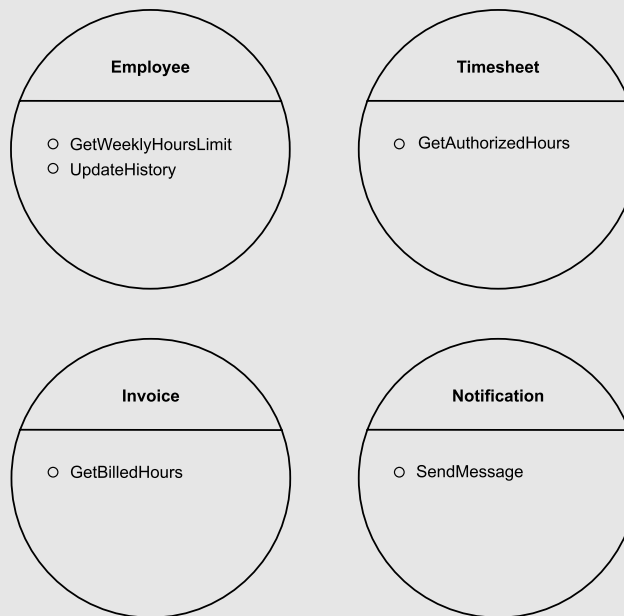 Employee
GetWeeklyHoursLimit
UpdateHistory
Timesheet
GetAuthorizedHours
Invoice
GetBilledHours
Notification
SendMessage